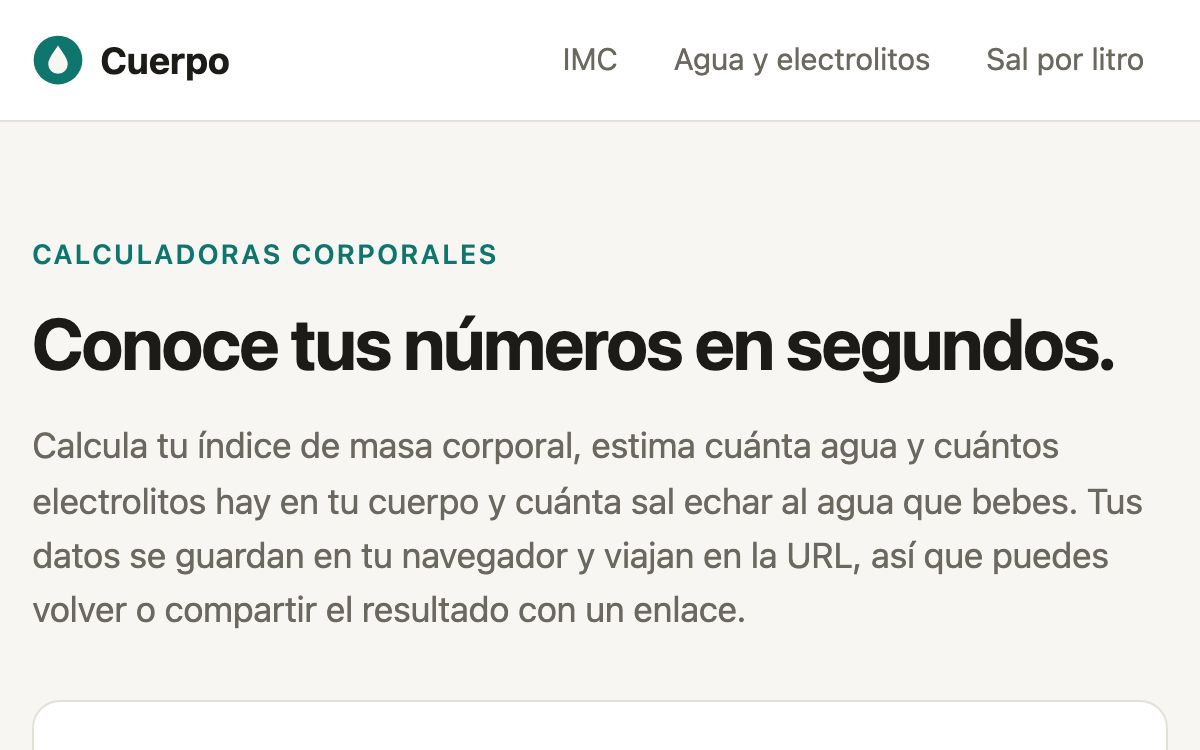 Cuerpo
IMC
Agua y electrolitos
Sal por litro
CALCULADORAS CORPORALES
Conoce tus números en segundos.
Calcula tu índice de masa corporal, estima cuánta agua y cuántos
electrolitos hay en tu cuerpo y cuánta sal echar al agua que bebes. Tus
datos se guardan en tu navegador y viajan en la URL, así que puedes
volver o compartir el resultado con un enlace.